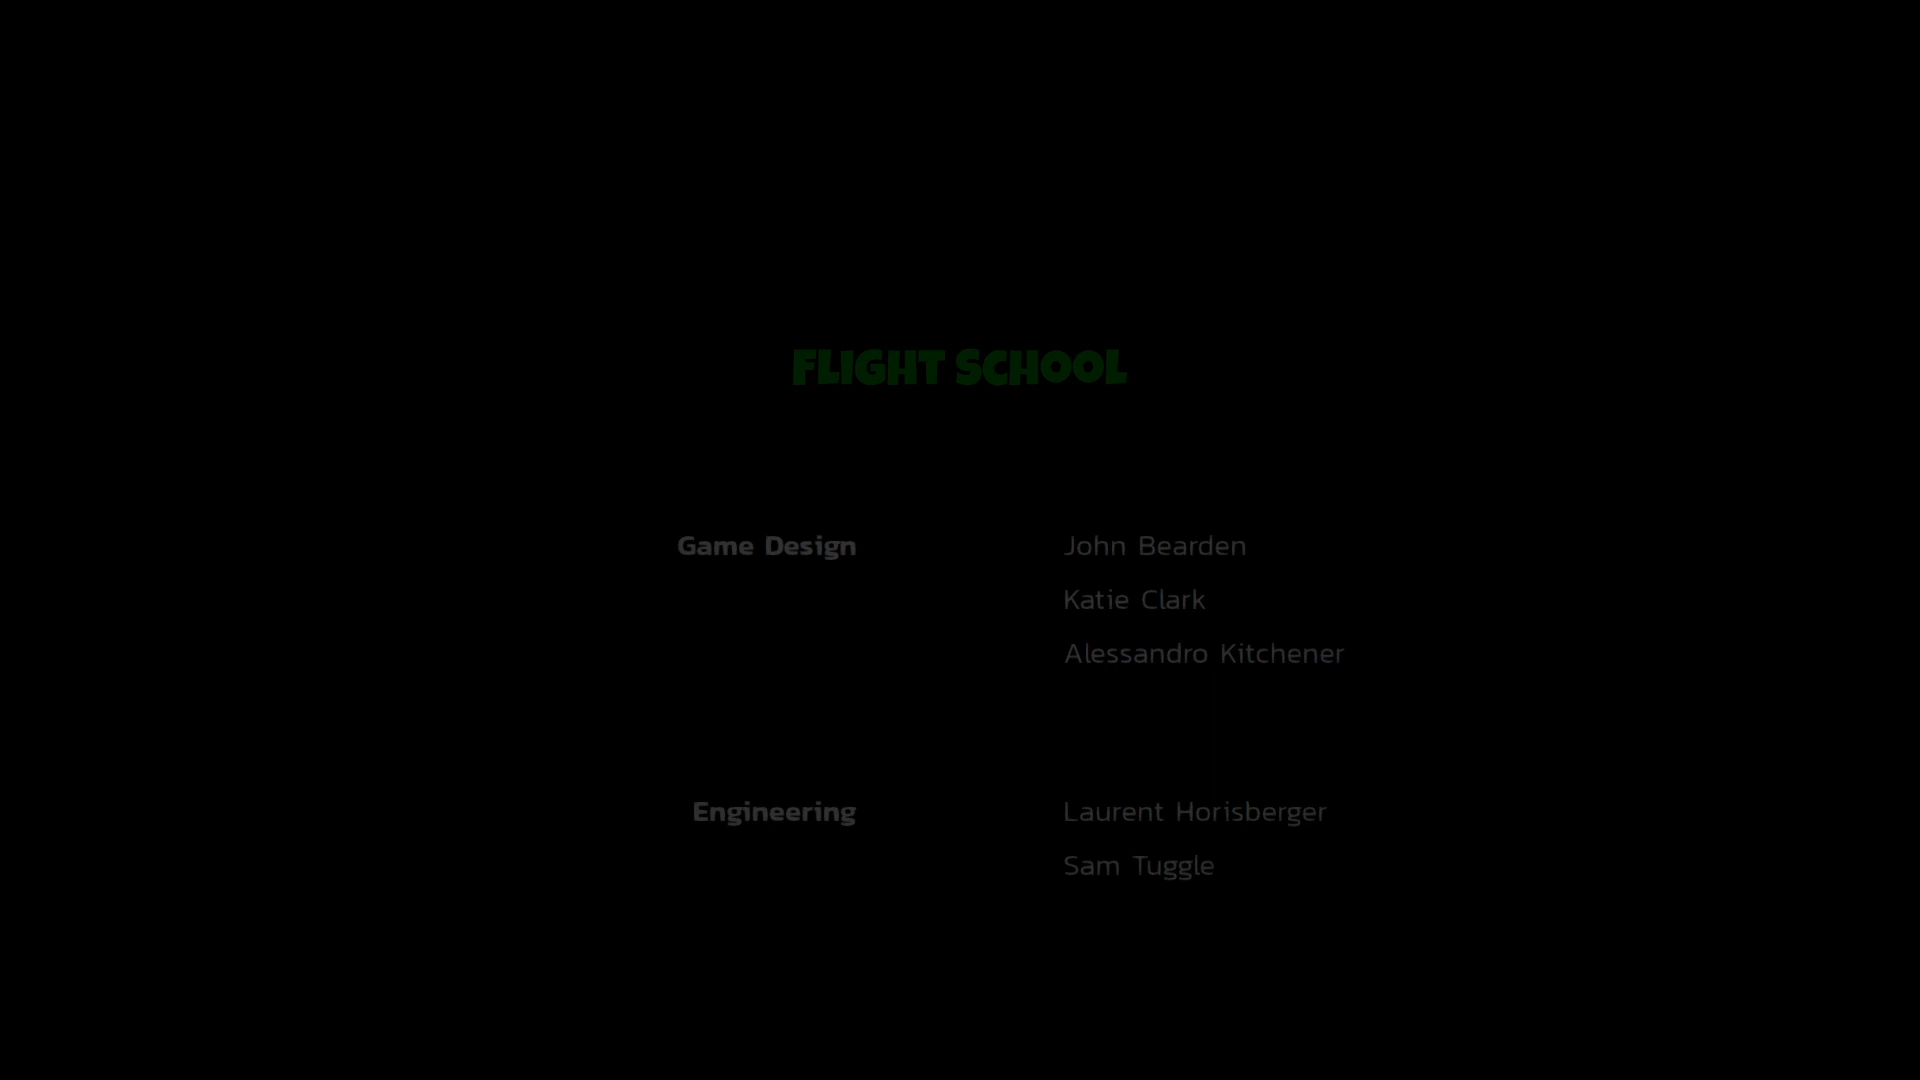 FLIGHT SCHOOL
Game Design John Bearden
Katie Clark
Alessandro Kitchener
Engineering Laurent Horisberger
Sam Tuggle